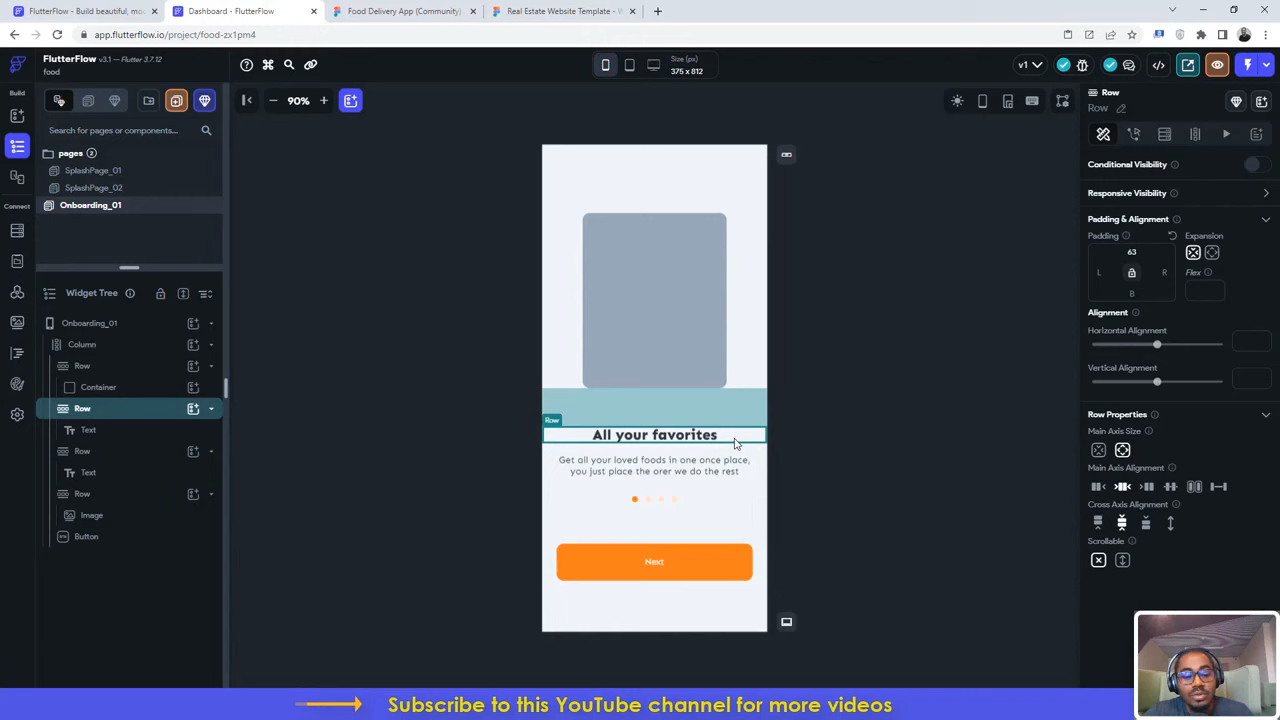 FlutterFlow - Build beautiful, mo
Dashboard - FlutterFlow
Food Delivery App (Community)
Real Estate Website Template - W
app.flutterflow.io/project/food-zx1pm4
FlutterFlow v3.1 – Flutter 3.7.12
food
Size (px)
375 x 812
v1
Build
90%
Row
Row
Search for pages or components...
pages (2)
SplashPage_01
SplashPage_02
Onboarding_01
Connect
Widget Tree
Onboarding_01
Column
Row
Container
Row
Text
Row
Text
Row
Image
Button
Row
All your favorites
Get all your loved foods in one once place,
you just place the orer we do the rest
Next
Conditional Visibility
Responsive Visibility
Padding & Alignment
Padding
Expansion
63
L
R
B
Flex
Alignment
Horizontal Alignment
Vertical Alignment
Row Properties
Main Axis Size
Main Axis Alignment
Cross Axis Alignment
Scrollable
Subscribe to this YouTube channel for more videos